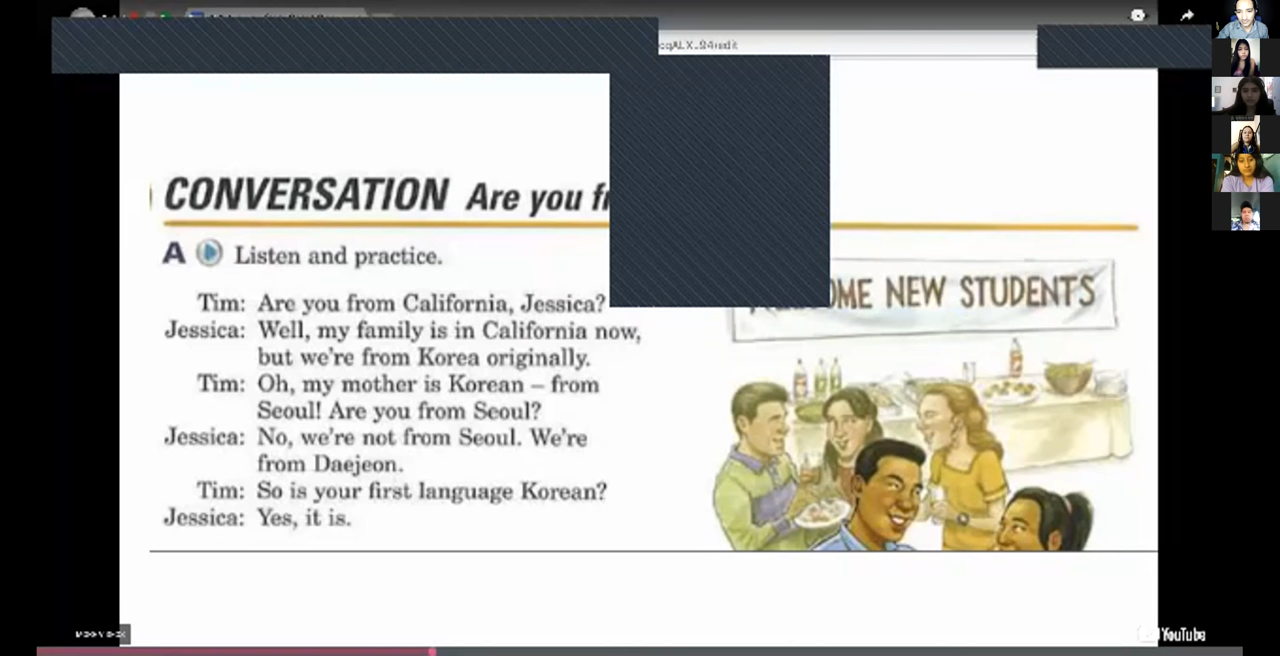 CONVERSATION Are you
A Listen and practice.
Tim: Are you from California, Jessica?
Jessica: Well, my family is in California now,
but we're from Korea originally.
Tim: Oh, my mother is Korean – from
Seoul! Are you from Seoul?
Jessica: No, we're not from Seoul. We're
from Daejeon.
Tim: So is your first language Korean?
Jessica: Yes, it is.
NEW STUDENTS
YouTube